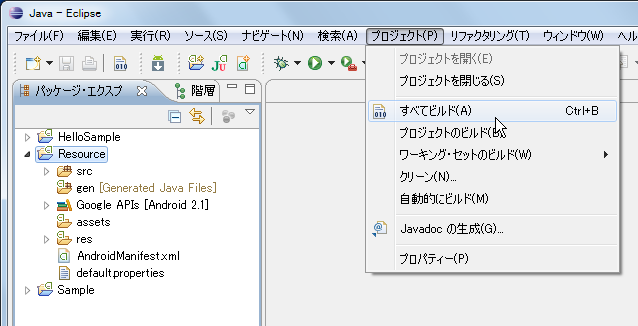 Java - Eclipse
ファイル(F) 編集(E) 実行(R) ソース(S) ナビゲート(N) 検索(A) プロジェクト(P) リファクタリング(T) ウィンドウ(W) ヘル
プロジェクトを開く(E)
プロジェクトを閉じる(S)
すべてビルド(A) Ctrl+B
プロジェクトのビルド(
ワーキング・セットのビルド(W)
クリーン(N)...
自動的にビルド(M)
Javadoc の生成(G)...
プロパティー(P)
パッケージ・エクスプ 階層
HelloSample
Resource
src
gen [Generated Java Files]
Google APIs [Android 2.1]
assets
res
AndroidManifest.xml
default.properties
Sample